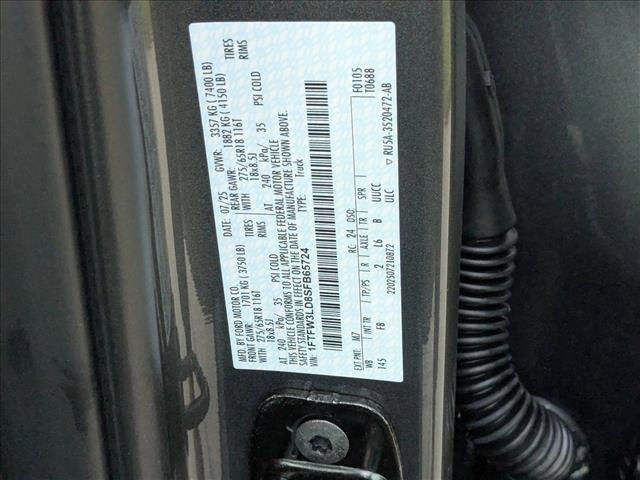 MFD. BY FORD MOTOR CO.
DATE: 07/25 GVWR: 3357 KG ( 7400 LB)
FRONT GAWR: 1701 KG ( 3750 LB) REAR GAWR: 1882 KG ( 4150 LB)
WITH 275/65R18 116T TIRES WITH 275/65R18 116T TIRES
18x8.5J RIMS 18x8.5J RIMS
AT 240 kPa/ 35 PSI COLD AT 240 kPa/ 35 PSI COLD
THIS VEHICLE CONFORMS TO ALL APPLICABLE FEDERAL MOTOR VEHICLE
SAFETY STANDARDS IN EFFECT ON THE DATE OF MANUFACTURE SHOWN ABOVE.
VIN: 1FTFW3LD8SFB65724 TYPE: Truck
F0105
T0688
EXT PNT: M7 RC: 24 DSO:
WB INT TR TP/PS R AXLE TR SPR
145 FB 2 L6 B UUCC
ULC
2202507210872 ▽ RU5A-3520472-AB